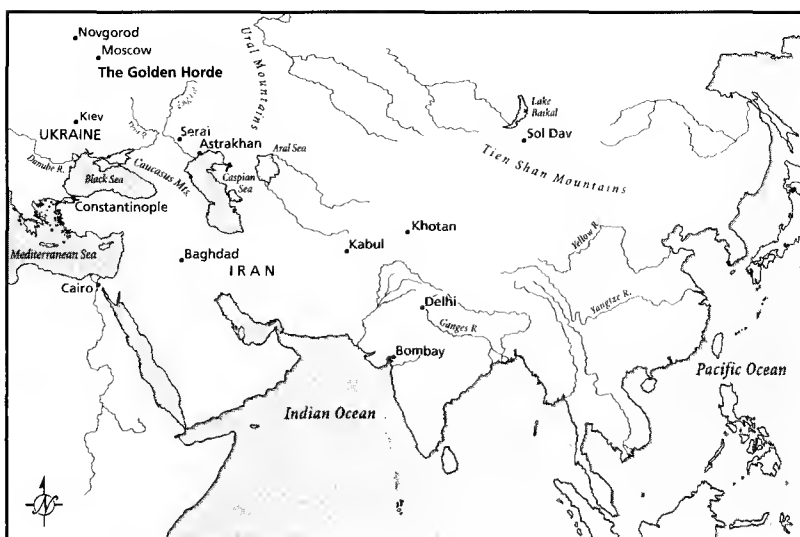 Novgorod
Moscow
The Golden Horde
Ural Mountains
Lake
Baikal
Kiev
UKRAINE
Serai
Sol Dav
Astrakhan
Aral Sea
Tien Shan Mountains
Danube R.
Caucasus Mts.
Black Sea
Caspian
Sea
Constantinople
Khotan
Yellow R.
Kabul
Mediterranean Sea
Baghdad
IRAN
Cairo
Delhi
Yangtze R.
Ganges R
Bombay
Pacific Ocean
Indian Ocean
N